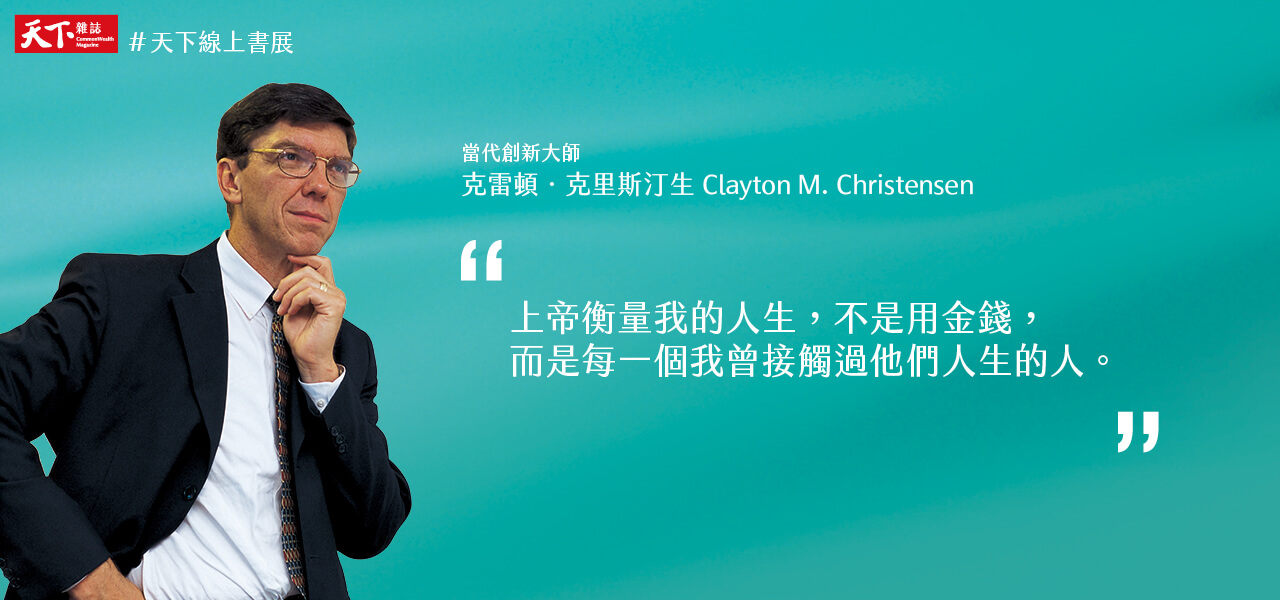 天下雜誌
CommonWealth
Magazine
#天下線上書展
當代創新大師
克雷頓．克里斯汀生 Clayton M. Christensen
“
上帝衡量我的人生，不是用金錢，
而是每一個我曾接觸過他們人生的人。
”